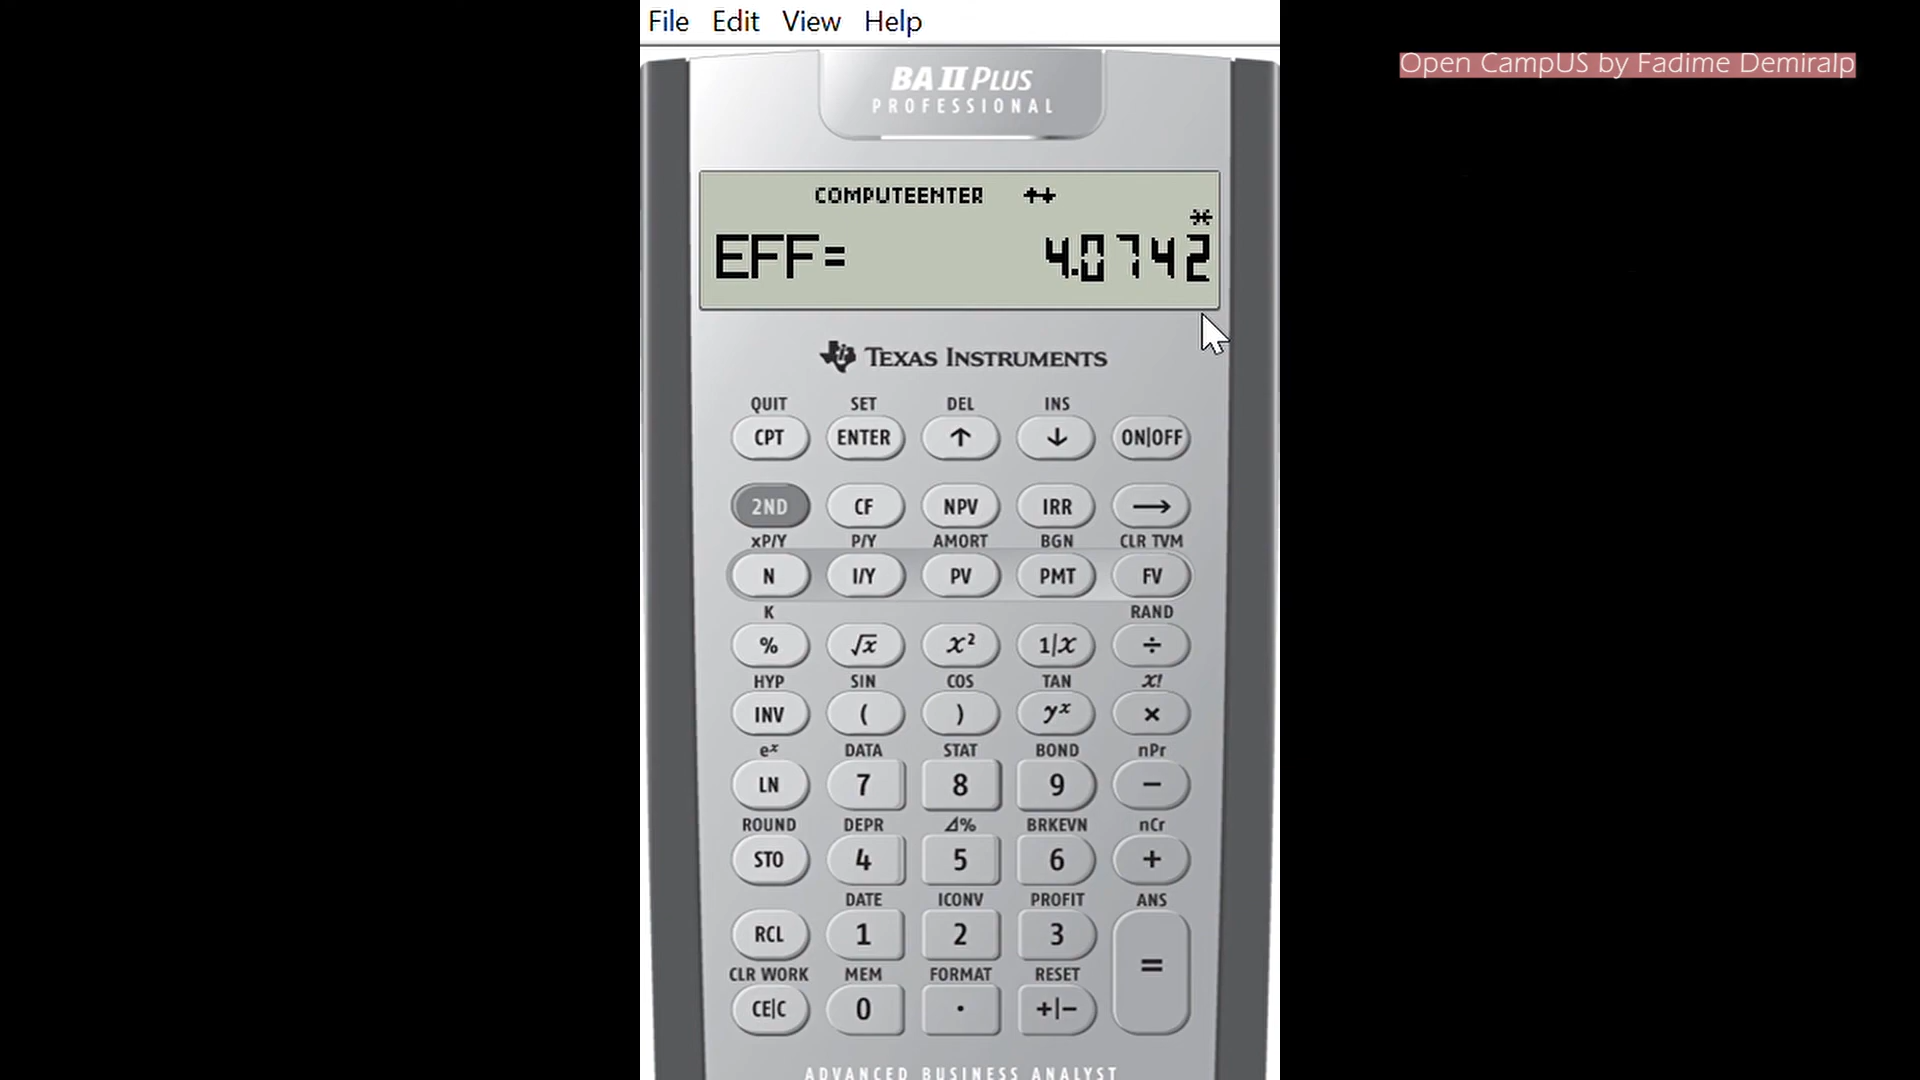 File Edit View Help
Open CampUS by Fadime Demiralp
BA II PLUS
PROFESSIONAL
COMPUTEENTER ↑↓
*
EFF= 4.0742
TEXAS INSTRUMENTS
QUIT SET DEL INS
CPT ENTER ↑ ↓ ON|OFF
2ND CF NPV IRR →
xP/Y P/Y AMORT BGN CLR TVM
N I/Y PV PMT FV
K RAND
% √x x² 1/x ÷
HYP SIN COS TAN x!
INV ( ) yˣ ×
eˣ DATA STAT BOND nPr
LN 7 8 9 −
ROUND DEPR Δ% BRKEVN nCr
STO 4 5 6 +
DATE ICONV PROFIT ANS
RCL 1 2 3 =
CLR WORK MEM FORMAT RESET
CE|C 0 . +|−
ADVANCED BUSINESS ANALYST